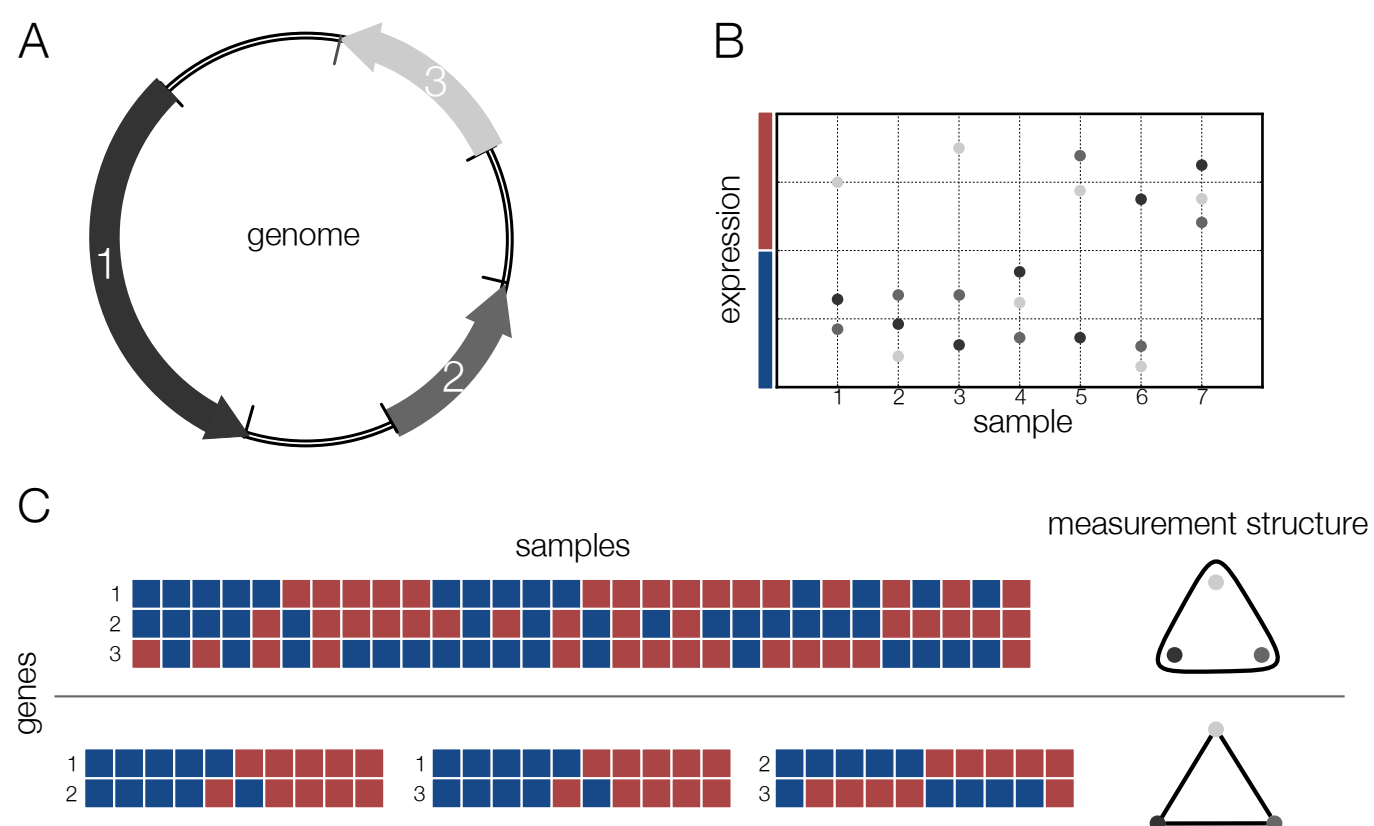 A
3
genome
1
2
B
expression
1 2 3 4 5 6 7
sample
C
measurement structure
samples
genes
1
2
3
1
2
1
3
2
3